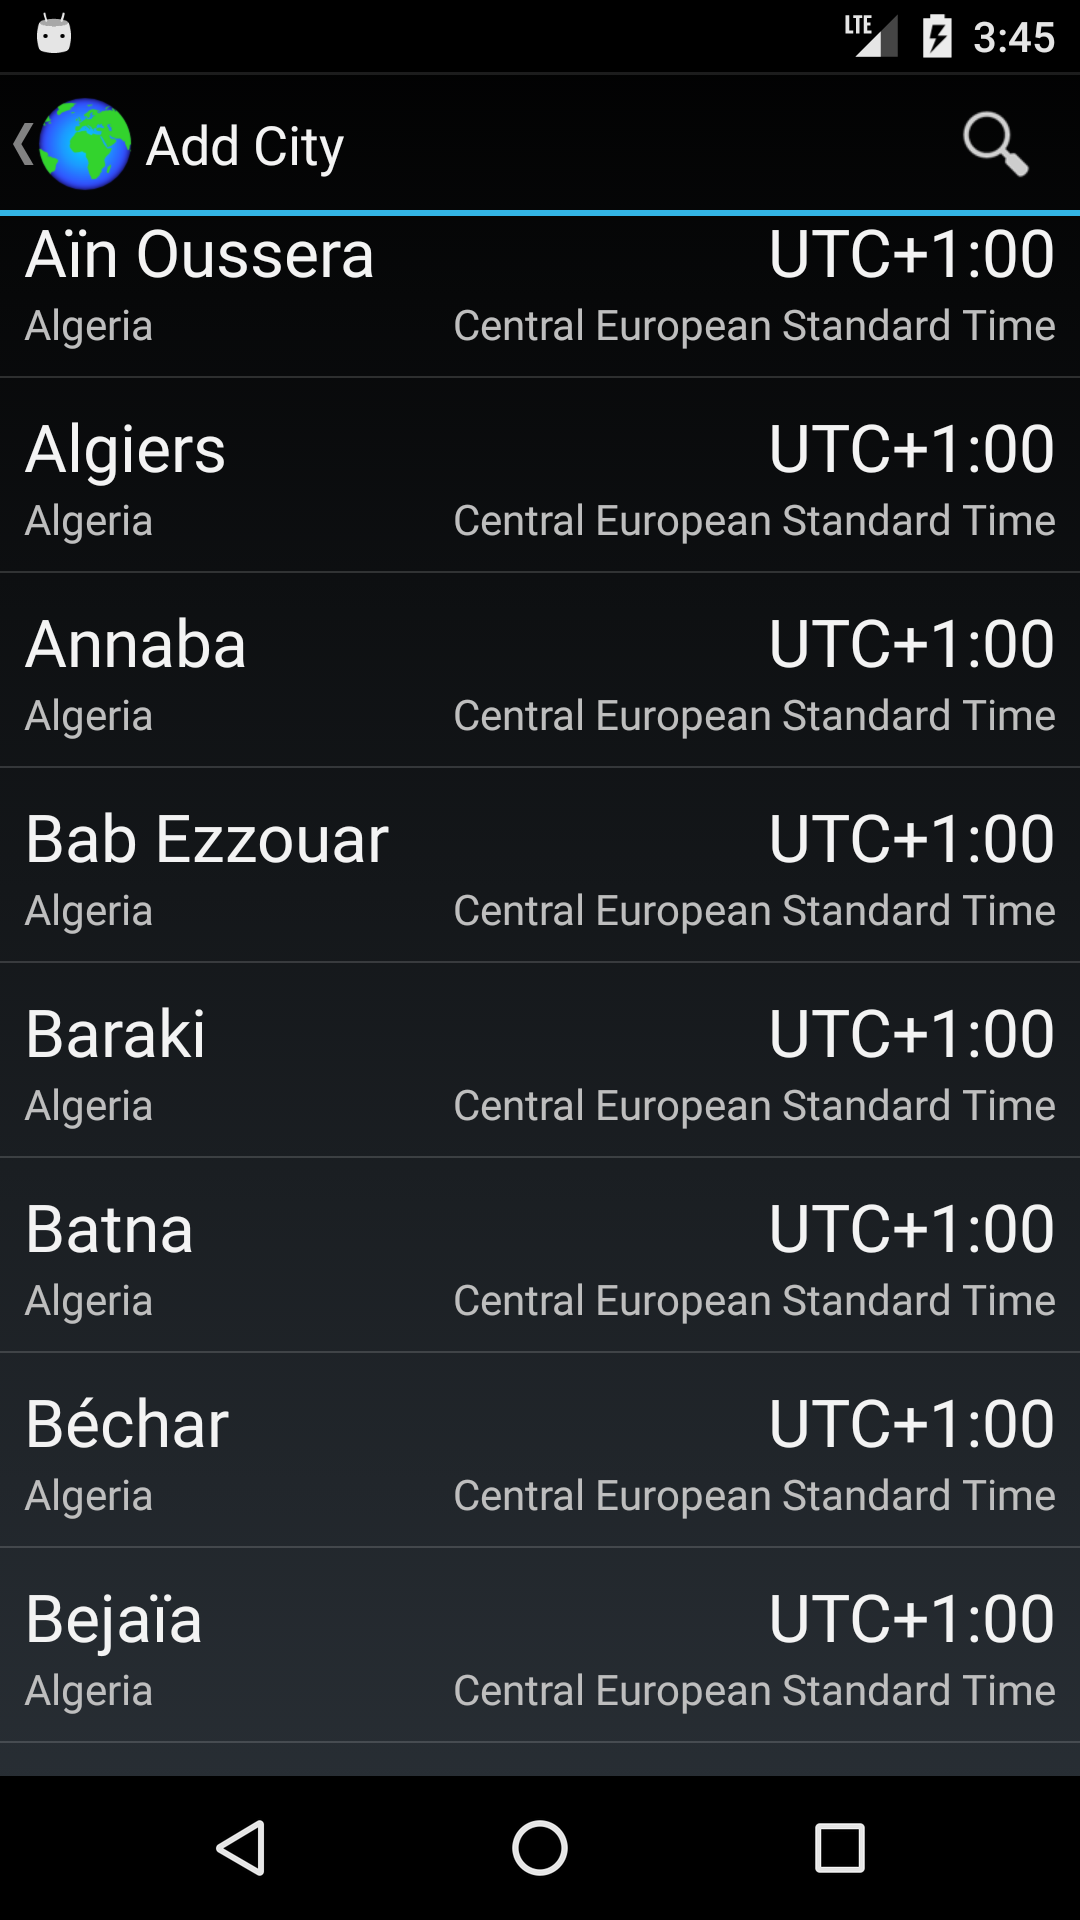 LTE 3:45
Add City
Aïn Oussera UTC+1:00
Algeria Central European Standard Time
Algiers UTC+1:00
Algeria Central European Standard Time
Annaba UTC+1:00
Algeria Central European Standard Time
Bab Ezzouar UTC+1:00
Algeria Central European Standard Time
Baraki UTC+1:00
Algeria Central European Standard Time
Batna UTC+1:00
Algeria Central European Standard Time
Béchar UTC+1:00
Algeria Central European Standard Time
Bejaïa UTC+1:00
Algeria Central European Standard Time